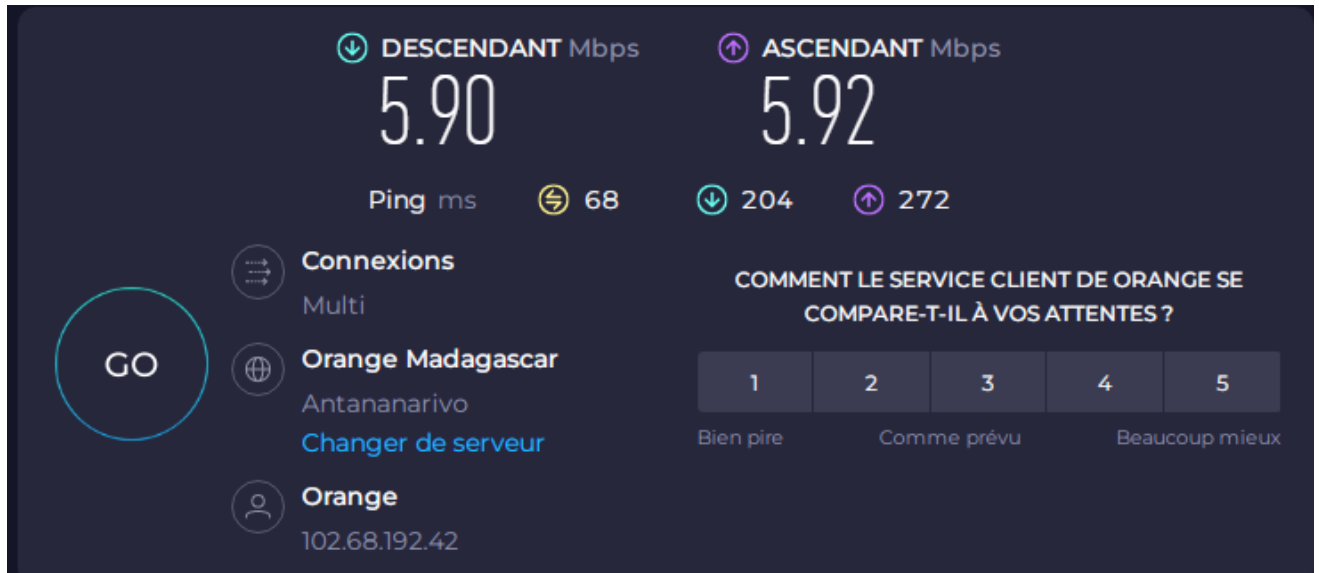 DESCENDANT Mbps
5.90
ASCENDANT Mbps
5.92
Ping ms 68 204 272
GO
Connexions
Multi
Orange Madagascar
Antananarivo
Changer de serveur
Orange
102.68.192.42
COMMENT LE SERVICE CLIENT DE ORANGE SE
COMPARE-T-IL À VOS ATTENTES ?
1 2 3 4 5
Bien pire Comme prévu Beaucoup mieux